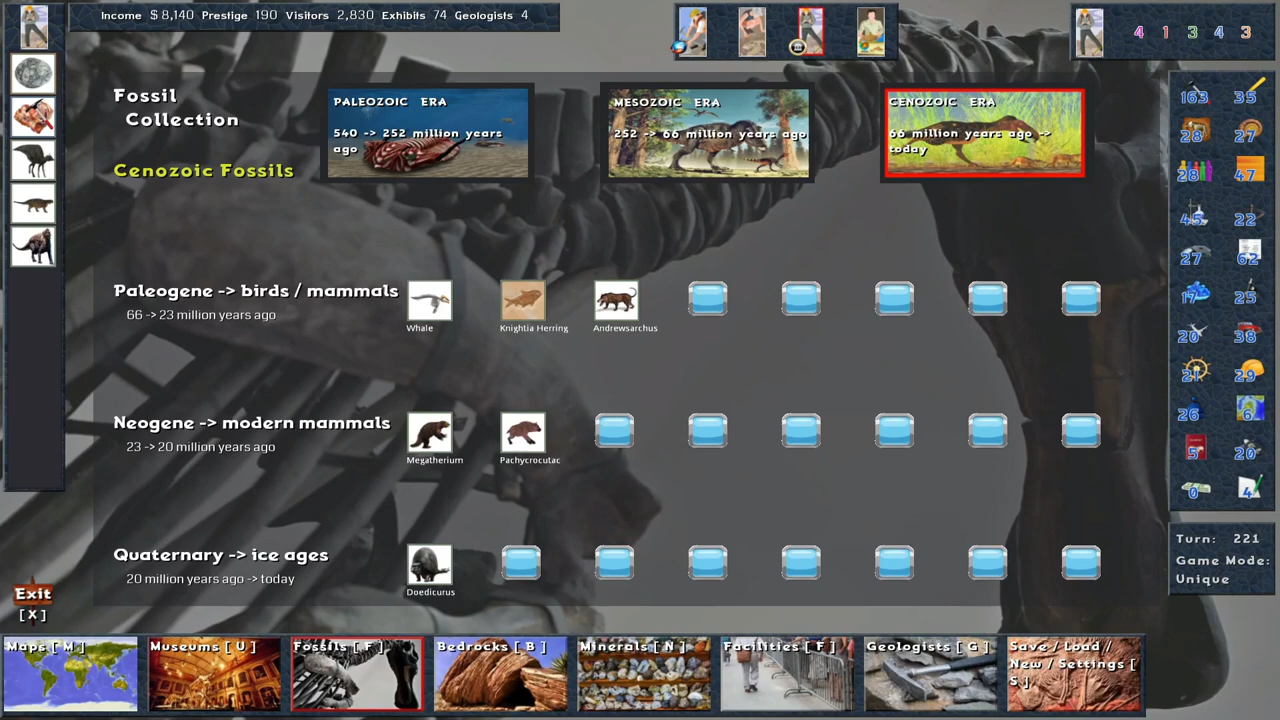 Income $ 8,140 Prestige 190 Visitors 2,830 Exhibits 74 Geologists 4
4 1 3 4 3
Fossil
Collection
Cenozoic Fossils
PALEOZOIC ERA
540 -> 252 million years
ago
MESOZOIC ERA
252 -> 66 million years ago
CENOZOIC ERA
66 million years ago ->
today
163 35
28 27
28 47
45 22
27 62
17 25
20 38
21 29
26 6
5 20
0 4
Paleogene -> birds / mammals
66 -> 23 million years ago
Whale
Knightia Herring
Andrewsarchus
Neogene -> modern mammals
23 -> 20 million years ago
Megatherium
Pachycrocutac
Quaternary -> ice ages
20 million years ago -> today
Doedicurus
Turn: 221
Game Mode:
Unique
Exit
[ X ]
Maps [ M ]
Museums [ U ]
Fossils [ F ]
Bedrocks [ B ]
Minerals [ N ]
Facilities [ F ]
Geologists [ G ]
Save / Load /
New / Settings [
S ]